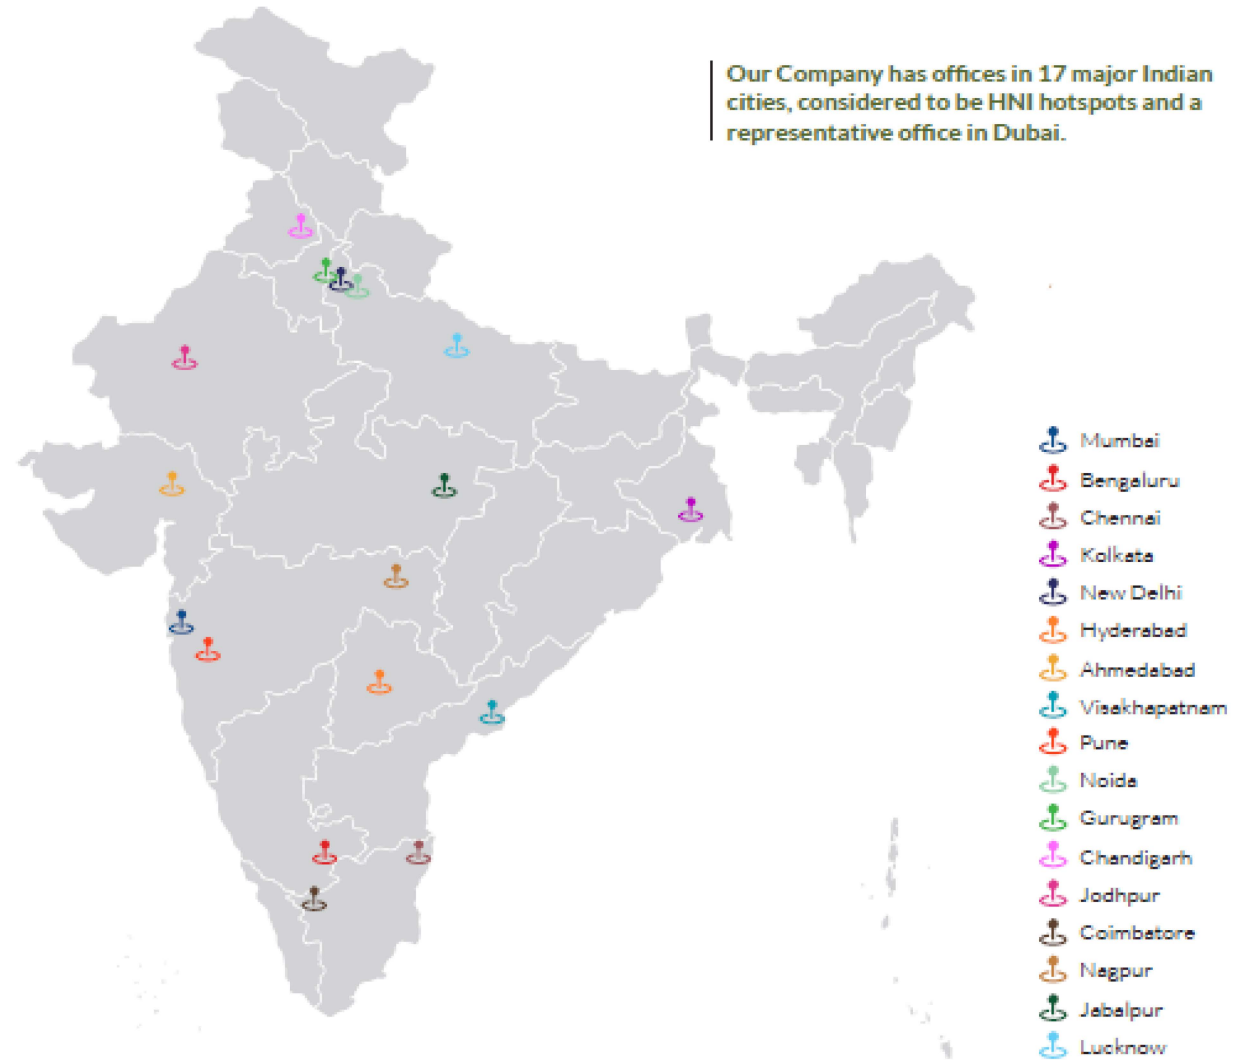 Our Company has offices in 17 major Indian
cities, considered to be HNI hotspots and a
representative office in Dubai.
Mumbai
Bengaluru
Chennai
Kolkata
New Delhi
Hyderabad
Ahmedabad
Visakhapatnam
Pune
Noida
Gurugram
Chandigarh
Jodhpur
Coimbatore
Nagpur
Jabalpur
Lucknow